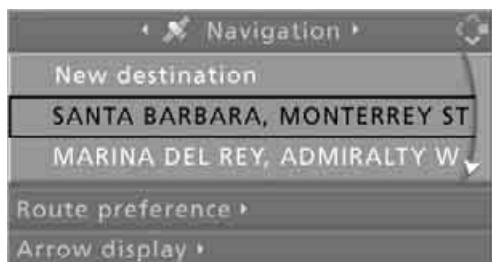 Navigation
New destination
SANTA BARBARA, MONTERREY ST
MARINA DEL REY, ADMIRALTY W
Route preference
Arrow display